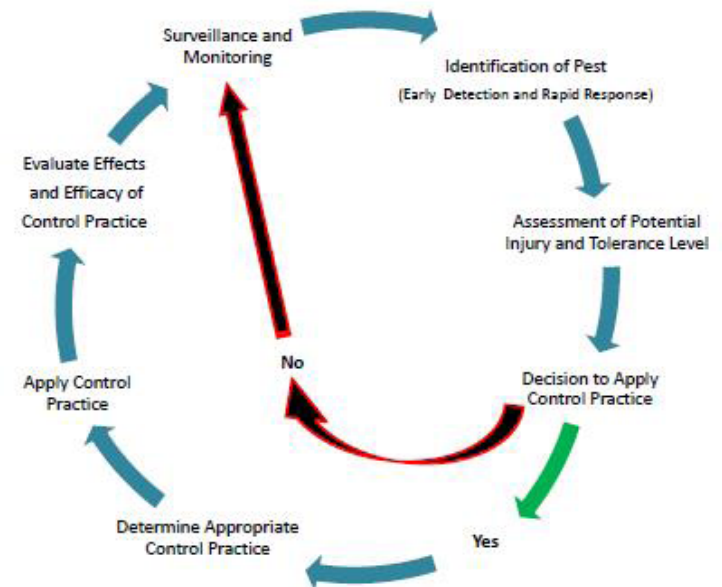 Surveillance and
Monitoring
Identification of Pest
(Early Detection and Rapid Response)
Assessment of Potential
Injury and Tolerance Level
Decision to Apply
Control Practice
Yes
No
Determine Appropriate
Control Practice
Apply Control
Practice
Evaluate Effects
and Efficacy of
Control Practice